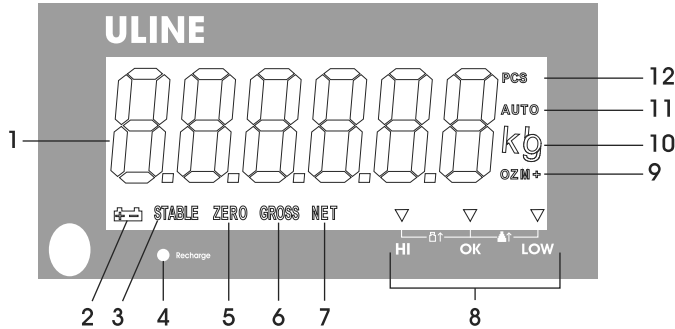 ULINE
PCS 12
AUTO 11
1 kg 10
OZM+ 9
STABLE ZERO GROSS NET
HI OK LOW
Recharge
2 3 4 5 6 7 8